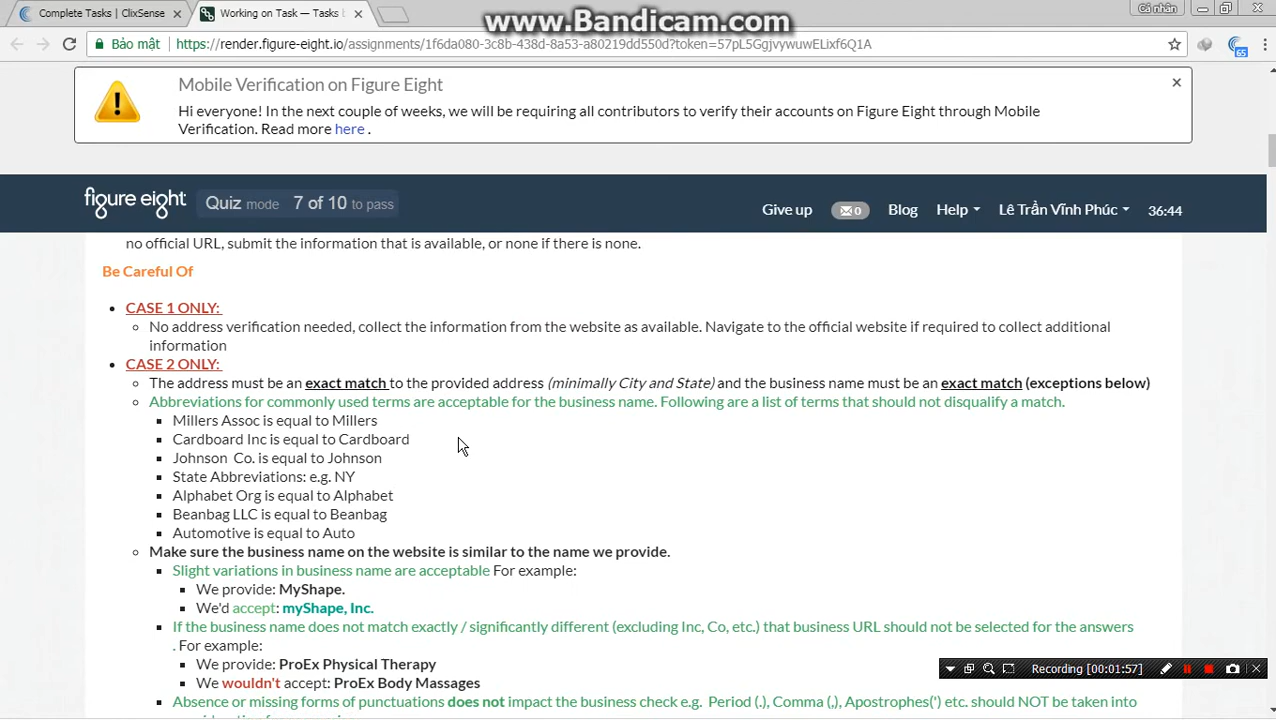 Complete Tasks | ClixSense
Working on Task — Tasks b
www.Bandicam.com
Cá nhân
Bảo mật
https://render.figure-eight.io/assignments/1f6da080-3c8b-438d-8a53-a80219dd550d?token=57pL5GgjvywuwELixf6Q1A
65
Mobile Verification on Figure Eight
Hi everyone! In the next couple of weeks, we will be requiring all contributors to verify their accounts on Figure Eight through Mobile
Verification. Read more here .
figure eight
Quiz mode 7 of 10 to pass
Give up
0
Blog
Help
Lê Trần Vĩnh Phúc
36:44
no official URL, submit the information that is available, or none if there is none.
Be Careful Of
CASE 1 ONLY:
No address verification needed, collect the information from the website as available. Navigate to the official website if required to collect additional
information
CASE 2 ONLY:
The address must be an exact match to the provided address (minimally City and State) and the business name must be an exact match (exceptions below)
Abbreviations for commonly used terms are acceptable for the business name. Following are a list of terms that should not disqualify a match.
Millers Assoc is equal to Millers
Cardboard Inc is equal to Cardboard
Johnson Co. is equal to Johnson
State Abbreviations: e.g. NY
Alphabet Org is equal to Alphabet
Beanbag LLC is equal to Beanbag
Automotive is equal to Auto
Make sure the business name on the website is similar to the name we provide.
Slight variations in business name are acceptable For example:
We provide: MyShape.
We'd accept: myShape, Inc.
If the business name does not match exactly / significantly different (excluding Inc, Co, etc.) that business URL should not be selected for the answers
. For example:
We provide: ProEx Physical Therapy
We wouldn't accept: ProEx Body Massages
Recording [00:01:57]
Absence or missing forms of punctuations does not impact the business check e.g. Period (.), Comma (,), Apostrophes(') etc. should NOT be taken into